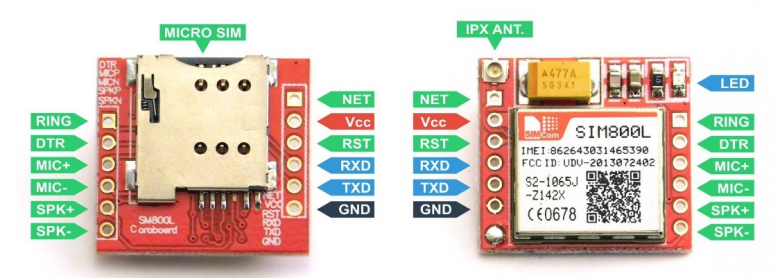 MICRO SIM
DTR
MICP
MICN
SPKP
SPKN
RING
DTR
MIC+
MIC-
SPK+
SPK-
NET
Vcc
RST
RXD
TXD
GND
SIM800L
Coreboard
NET
VCC
RST
RXD
TXD
GND
IPX ANT.
477A
LED
NET
Vcc
RST
RXD
TXD
GND
SIMCom
SIM800L
IMEI:862643031465390
FCC ID: UDV-2013072402
S2-1065J
-Z142X
CE0678
RING
DTR
MIC+
MIC-
SPK+
SPK-